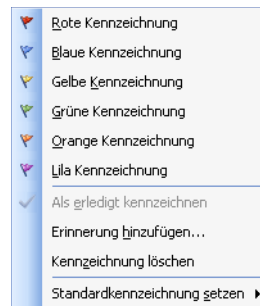 Rote Kennzeichnung
Blaue Kennzeichnung
Gelbe Kennzeichnung
Grüne Kennzeichnung
Orange Kennzeichnung
Lila Kennzeichnung
Als erledigt kennzeichnen
Erinnerung hinzufügen...
Kennzeichnung löschen
Standardkennzeichnung setzen